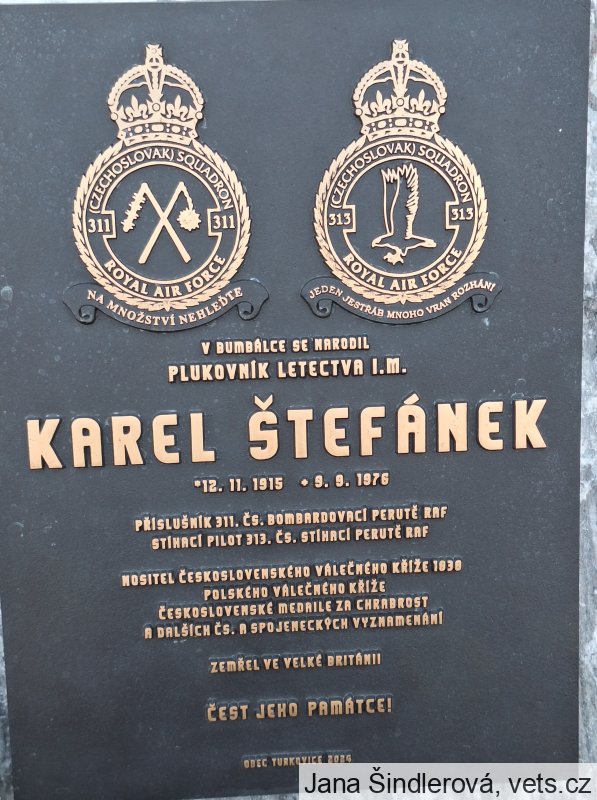 (CZECHOSLOVAK) SQUADRON
311 311
ROYAL AIR FORCE
NA MNOŽSTVÍ NEHLEĎTE
(CZECHOSLOVAK) SQUADRON
313 313
ROYAL AIR FORCE
JEDEN JESTŘÁB MNOHO VRAN ROZHÁNÍ
V BUMBÁLCE SE NARODIL
PLUKOVNÍK LETECTVA I.M.
KAREL ŠTEFÁNEK
*12. 11. 1915 + 9. 9. 1976
PŘÍSLUŠNÍK 311. ČS. BOMBARDOVACÍ PERUTĚ RAF
STÍHACÍ PILOT 313. ČS. STÍHACÍ PERUTĚ RAF
NOSITEL ČESKOSLOVENSKÉHO VÁLEČNÉHO KŘÍŽE 1939
POLSKÉHO VÁLEČNÉHO KŘÍŽE
ČESKOSLOVENSKÉ MEDAILE ZA CHRABROST
A DALŠÍCH ČS. A SPOJENECKÝCH VYZNAMENÁNÍ
ZEMŘEL VE VELKÉ BRITÁNII
ČEST JEHO PAMÁTCE!
OBEC TURKOVICE 2024
Jana Šindlerová, vets.cz